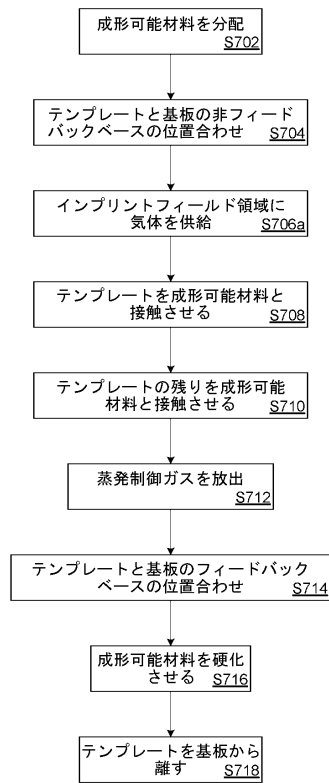 成形可能材料を分配
S702
テンプレートと基板の非フィード
バックベースの位置合わせ
S704
インプリントフィールド領域に
気体を供給
S706a
テンプレートを成形可能材料と
接触させる
S708
テンプレートの残りを成形可能
材料と接触させる
S710
蒸発制御ガスを放出
S712
テンプレートと基板のフィードバック
ベースの位置合わせ
S714
成形可能材料を硬化
させる
S716
テンプレートを基板から
離す
S718